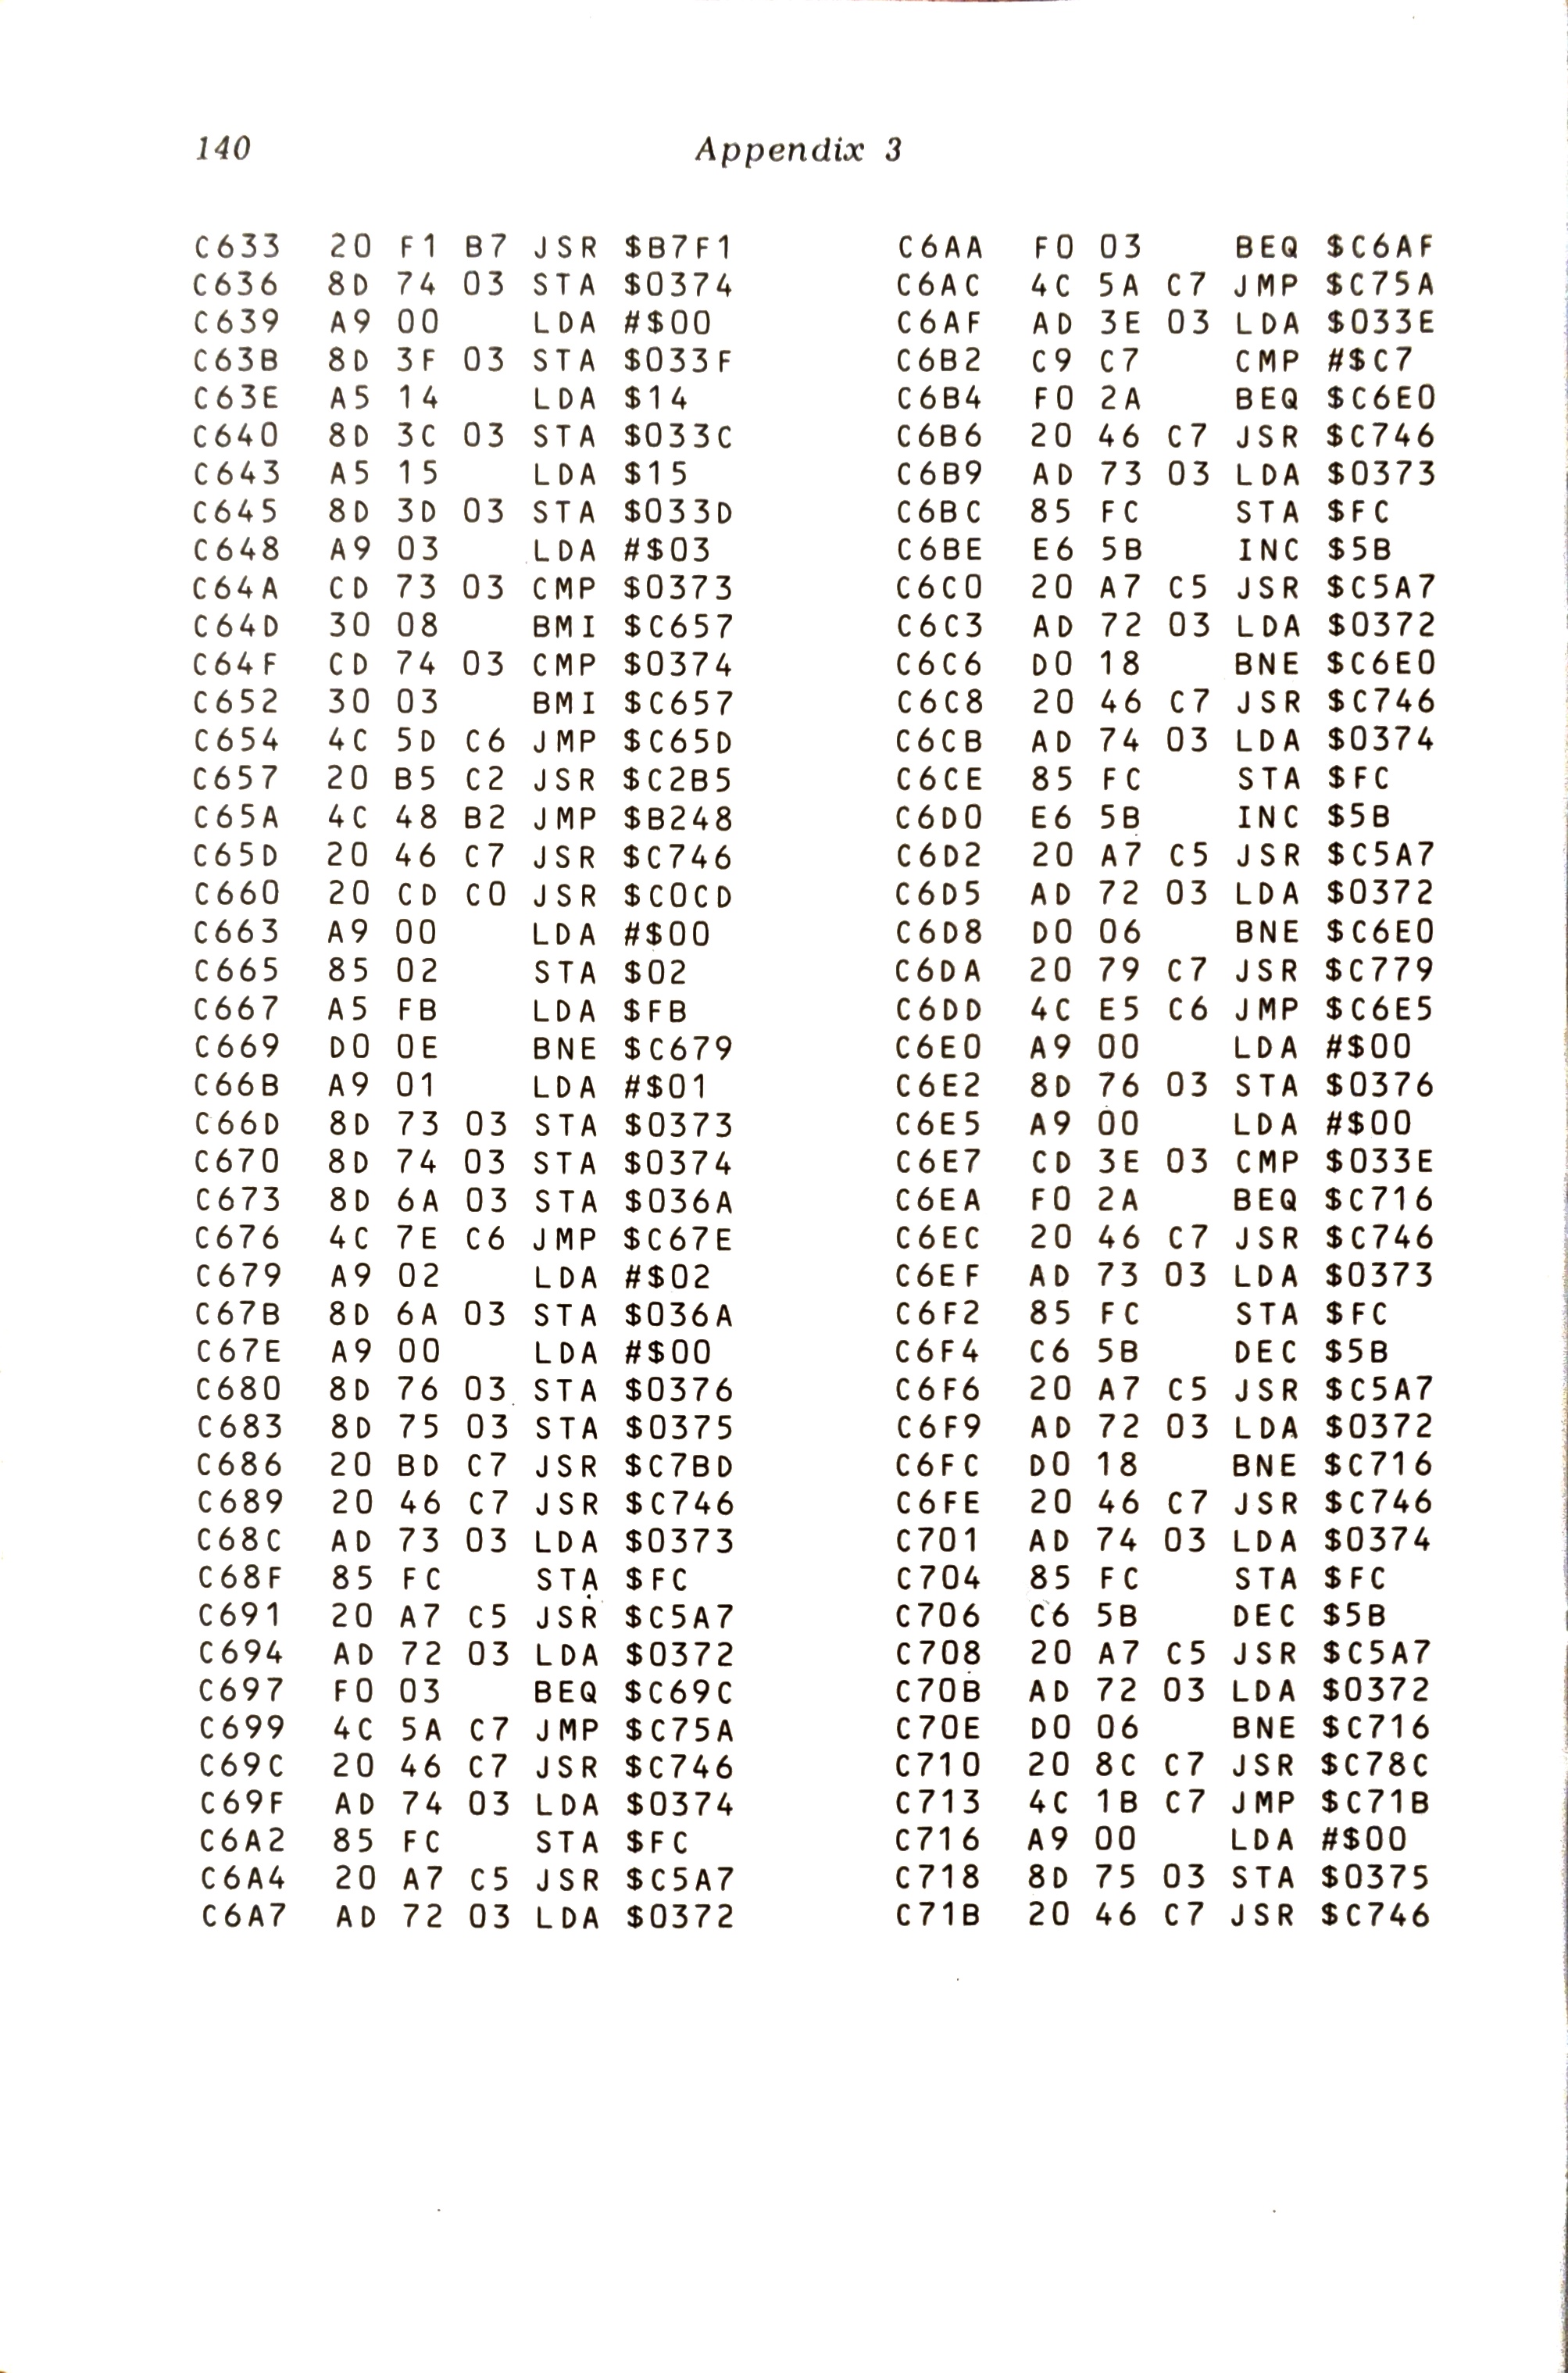 140 Appendix 3
C633 20 F1 B7 JSR $B7F1
C636 8D 74 03 STA $0374
C639 A9 00 LDA #$00
C63B 8D 3F 03 STA $033F
C63E A5 14 LDA $14
C640 8D 3C 03 STA $033C
C643 A5 15 LDA $15
C645 8D 3D 03 STA $033D
C648 A9 03 LDA #$03
C64A CD 73 03 CMP $0373
C64D 30 08 BMI $C657
C64F CD 74 03 CMP $0374
C652 30 03 BMI $C657
C654 4C 5D C6 JMP $C65D
C657 20 B5 C2 JSR $C2B5
C65A 4C 48 B2 JMP $B248
C65D 20 46 C7 JSR $C746
C660 20 CD C0 JSR $C0CD
C663 A9 00 LDA #$00
C665 85 02 STA $02
C667 A5 FB LDA $FB
C669 D0 0E BNE $C679
C66B A9 01 LDA #$01
C66D 8D 73 03 STA $0373
C670 8D 74 03 STA $0374
C673 8D 6A 03 STA $036A
C676 4C 7E C6 JMP $C67E
C679 A9 02 LDA #$02
C67B 8D 6A 03 STA $036A
C67E A9 00 LDA #$00
C680 8D 76 03 STA $0376
C683 8D 75 03 STA $0375
C686 20 BD C7 JSR $C7BD
C689 20 46 C7 JSR $C746
C68C AD 73 03 LDA $0373
C68F 85 FC STA $FC
C691 20 A7 C5 JSR $C5A7
C694 AD 72 03 LDA $0372
C697 F0 03 BEQ $C69C
C699 4C 5A C7 JMP $C75A
C69C 20 46 C7 JSR $C746
C69F AD 74 03 LDA $0374
C6A2 85 FC STA $FC
C6A4 20 A7 C5 JSR $C5A7
C6A7 AD 72 03 LDA $0372
C6AA F0 03 BEQ $C6AF
C6AC 4C 5A C7 JMP $C75A
C6AF AD 3E 03 LDA $033E
C6B2 C9 C7 CMP #$C7
C6B4 F0 2A BEQ $C6E0
C6B6 20 46 C7 JSR $C746
C6B9 AD 73 03 LDA $0373
C6BC 85 FC STA $FC
C6BE E6 5B INC $5B
C6C0 20 A7 C5 JSR $C5A7
C6C3 AD 72 03 LDA $0372
C6C6 D0 18 BNE $C6E0
C6C8 20 46 C7 JSR $C746
C6CB AD 74 03 LDA $0374
C6CE 85 FC STA $FC
C6D0 E6 5B INC $5B
C6D2 20 A7 C5 JSR $C5A7
C6D5 AD 72 03 LDA $0372
C6D8 D0 06 BNE $C6E0
C6DA 20 79 C7 JSR $C779
C6DD 4C E5 C6 JMP $C6E5
C6E0 A9 00 LDA #$00
C6E2 8D 76 03 STA $0376
C6E5 A9 00 LDA #$00
C6E7 CD 3E 03 CMP $033E
C6EA F0 2A BEQ $C716
C6EC 20 46 C7 JSR $C746
C6EF AD 73 03 LDA $0373
C6F2 85 FC STA $FC
C6F4 C6 5B DEC $5B
C6F6 20 A7 C5 JSR $C5A7
C6F9 AD 72 03 LDA $0372
C6FC D0 18 BNE $C716
C6FE 20 46 C7 JSR $C746
C701 AD 74 03 LDA $0374
C704 85 FC STA $FC
C706 C6 5B DEC $5B
C708 20 A7 C5 JSR $C5A7
C70B AD 72 03 LDA $0372
C70E D0 06 BNE $C716
C710 20 8C C7 JSR $C78C
C713 4C 1B C7 JMP $C71B
C716 A9 00 LDA #$00
C718 8D 75 03 STA $0375
C71B 20 46 C7 JSR $C746